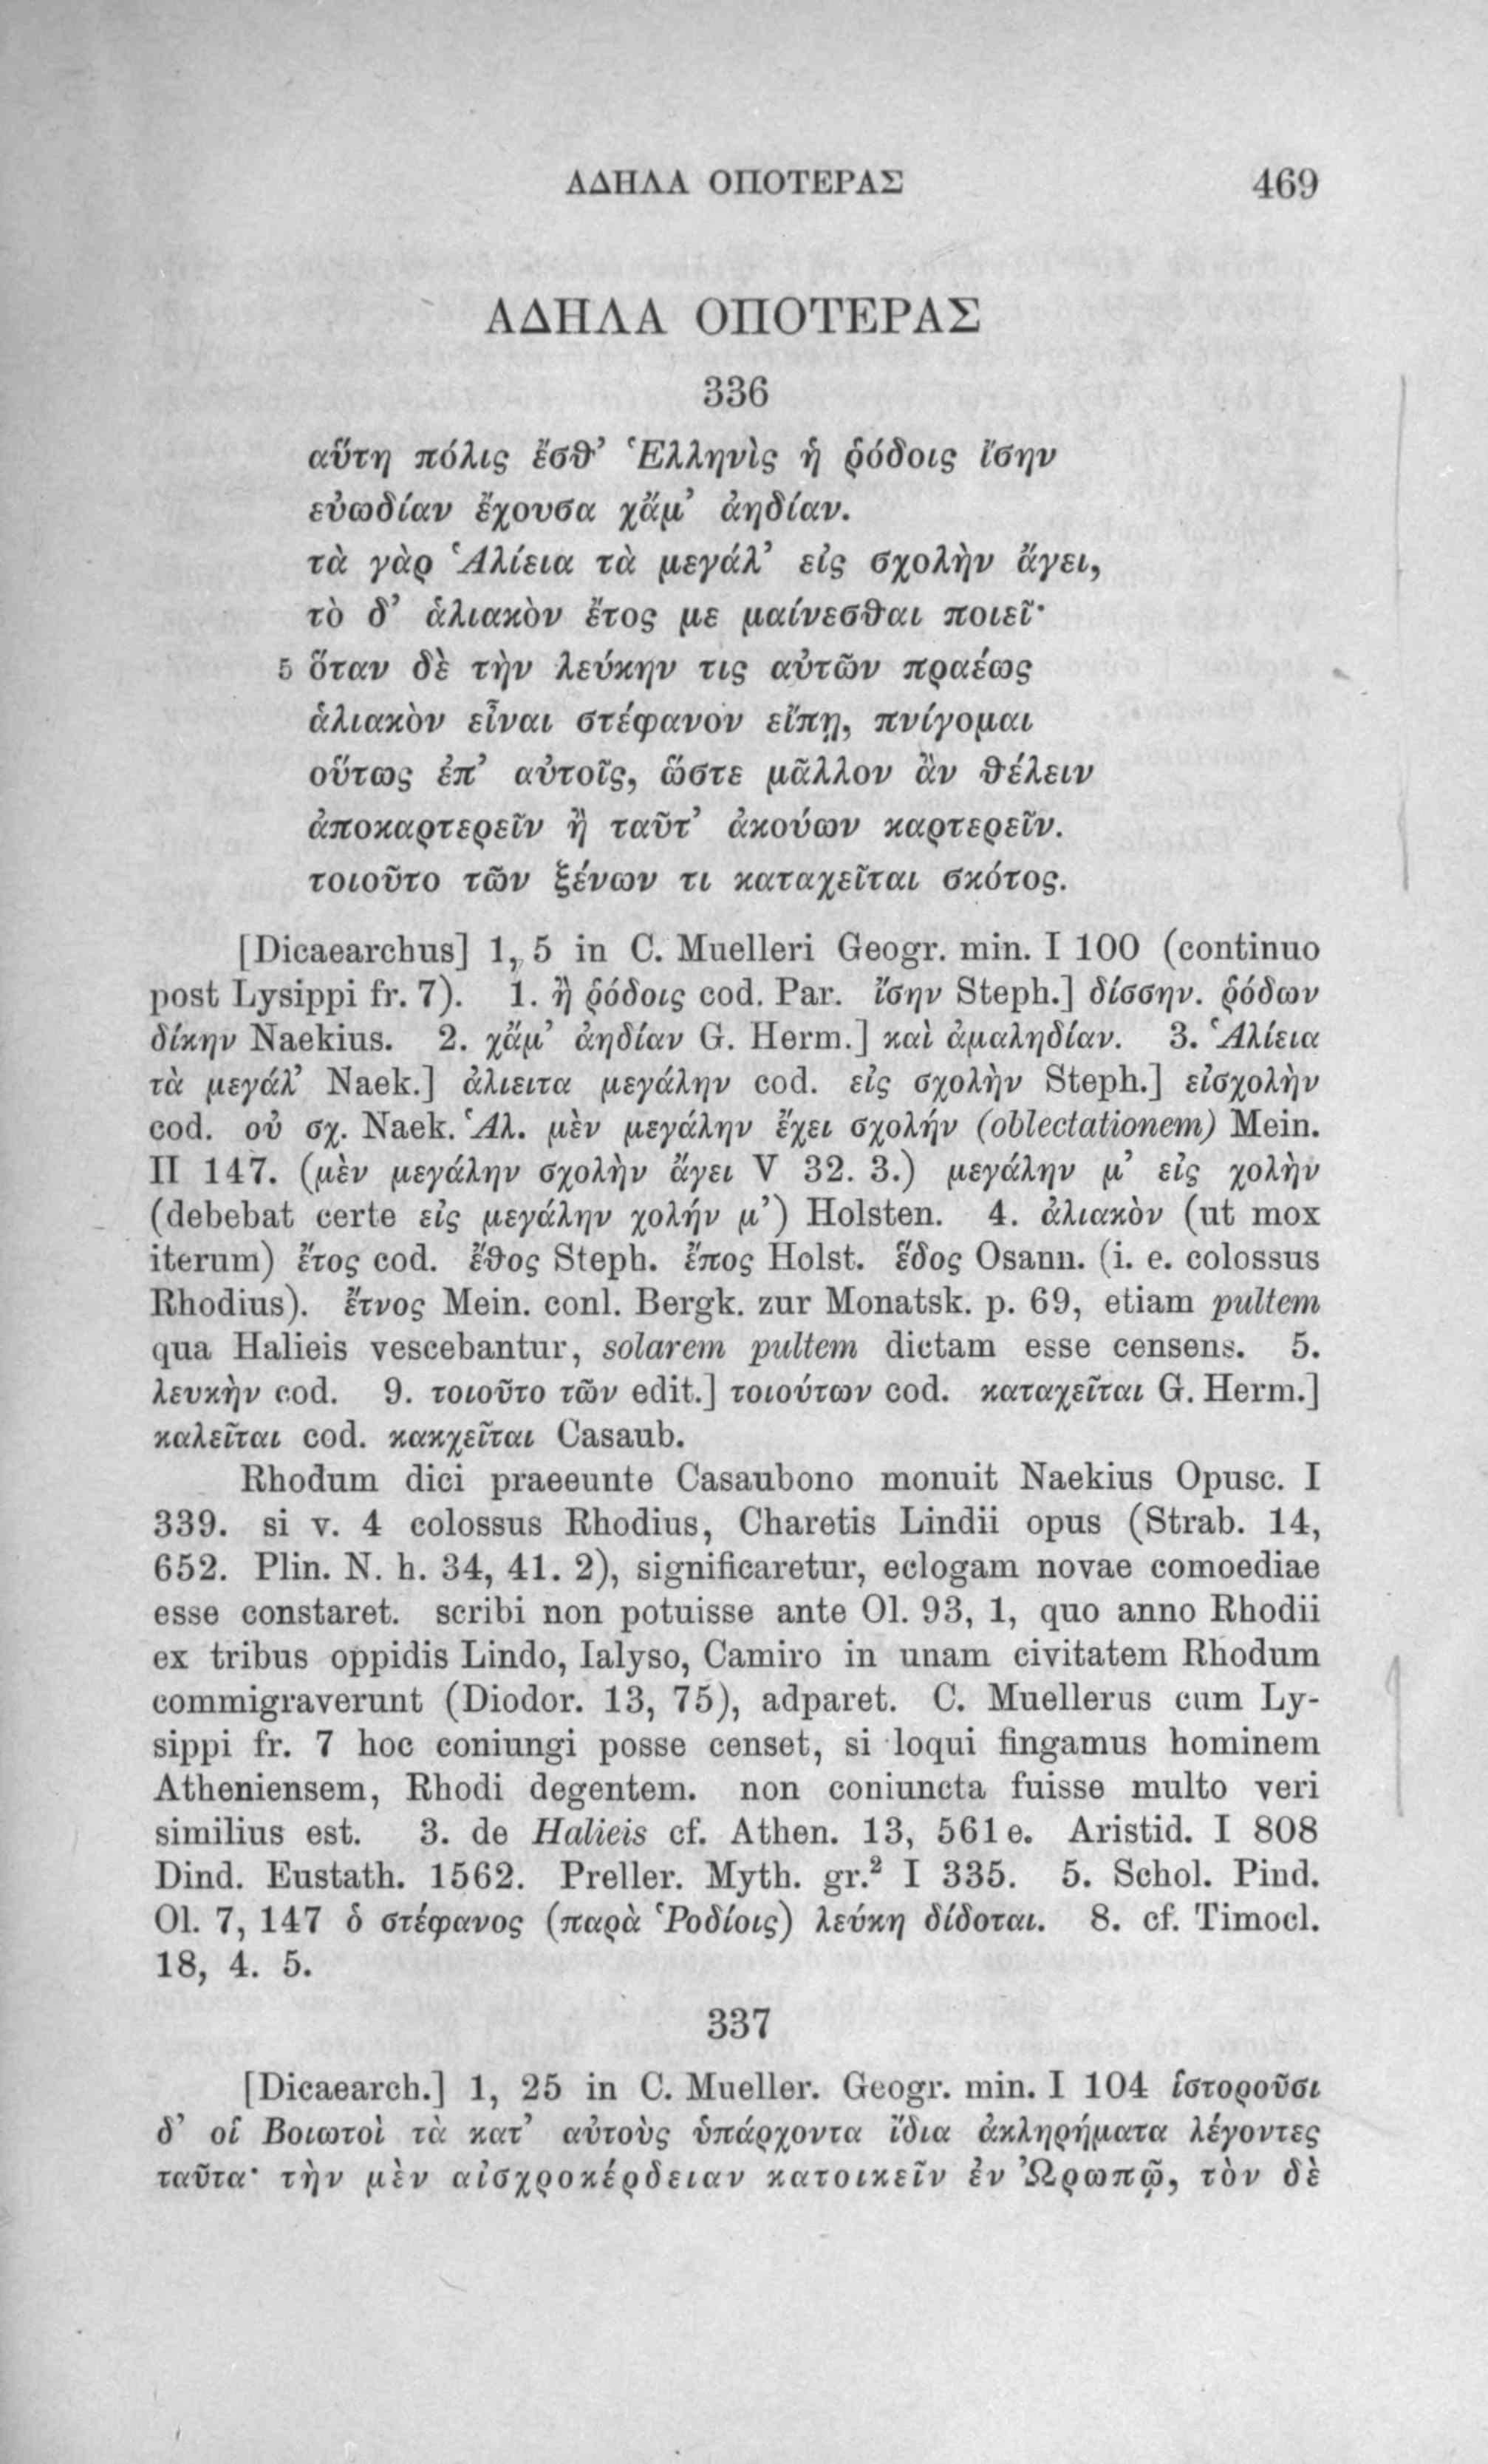 ΑΔΗΛΑ ΟΠΟΤΕΡΑΣ 469
ΑΔΗΛΑ ΟΠΟΤΕΡΑΣ
336
αὕτη πόλις ἔσθ’ Ἑλληνὶς ἡ ῥόδοις ἴσην
εὐωδίαν ἔχουσα χἄμ’ ἀηδίαν.
τὰ γὰρ Ἁλίεια τὰ μεγάλ’ εἰς σχολὴν ἄγει,
τὸ δ’ ἁλιακὸν ἔτος με μαίνεσθαι ποιεῖ·
5 ὅταν δὲ τὴν λεύκην τις αὐτῶν πραέως
ἁλιακὸν εἶναι στέφανον εἴπῃ, πνίγομαι
οὕτως ἐπ’ αὐτοῖς, ὥστε μᾶλλον ἂν θέλειν
ἀποκαρτερεῖν ἢ ταῦτ’ ἀκούων καρτερεῖν.
τοιοῦτο τῶν ξένων τι καταχεῖται σκότος.
[Dicaearchus] 1, 5 in C. Muelleri Geogr. min. I 100 (continuo
post Lysippi fr. 7). 1. ἢ ῥόδοις cod. Par. ἴσην Steph.] δίσσην. ῥόδων
δίκην Naekius. 2. χἄμ’ ἀηδίαν G. Herm.] καὶ ἁμαληδίαν. 3. Ἁλίεια
τὰ μεγάλ’ Naek.] ἁλιειτα μεγάλην cod. εἰς σχολὴν Steph.] εἰσχολὴν
cod. οὐ σχ. Naek. Ἁλ. μὲν μεγάλην ἔχει σχολήν (oblectationem) Mein.
II 147. (μὲν μεγάλην σχολὴν ἄγει V 32. 3.) μεγάλην μ’ εἰς χολὴν
(debebat certe εἰς μεγάλην χολήν μ’) Holsten. 4. ἁλιακὸν (ut mox
iterum) ἔτος cod. ἔθος Steph. ἔπος Holst. ἕδος Osann. (i. e. colossus
Rhodius). ἔτνος Mein. conl. Bergk. zur Monatsk. p. 69, etiam pultem
qua Halieis vescebantur, solarem pultem dictam esse censens. 5.
λευκὴν cod. 9. τοιοῦτο τῶν edit.] τοιούτων cod. καταχεῖται G. Herm.]
καλεῖται cod. κακχεῖται Casaub.
Rhodum dici praeeunte Casaubono monuit Naekius Opusc. I
339. si v. 4 colossus Rhodius, Charetis Lindii opus (Strab. 14,
652. Plin. N. h. 34, 41. 2), significaretur, eclogam novae comoediae
esse constaret. scribi non potuisse ante Ol. 93, 1, quo anno Rhodii
ex tribus oppidis Lindo, Ialyso, Camiro in unam civitatem Rhodum
commigraverunt (Diodor. 13, 75), adparet. C. Muellerus cum Ly-
sippi fr. 7 hoc coniungi posse censet, si loqui fingamus hominem
Atheniensem, Rhodi degentem. non coniuncta fuisse multo veri
similius est. 3. de Halieis cf. Athen. 13, 561 e. Aristid. I 808
Dind. Eustath. 1562. Preller. Myth. gr.² I 335. 5. Schol. Pind.
Ol. 7, 147 ὁ στέφανος (παρὰ Ῥοδίοις) λεύκη δίδοται. 8. cf. Timocl.
18, 4. 5.
337
[Dicaearch.] 1, 25 in C. Mueller. Geogr. min. I 104 ἱστοροῦσι
δ’ οἱ Βοιωτοὶ τὰ κατ’ αὐτοὺς ὑπάρχοντα ἴδια ἀκληρήματα λέγοντες
ταῦτα· τὴν μὲν αἰσχροκέρδειαν κατοικεῖν ἐν Ὠρωπῷ, τὸν δὲ